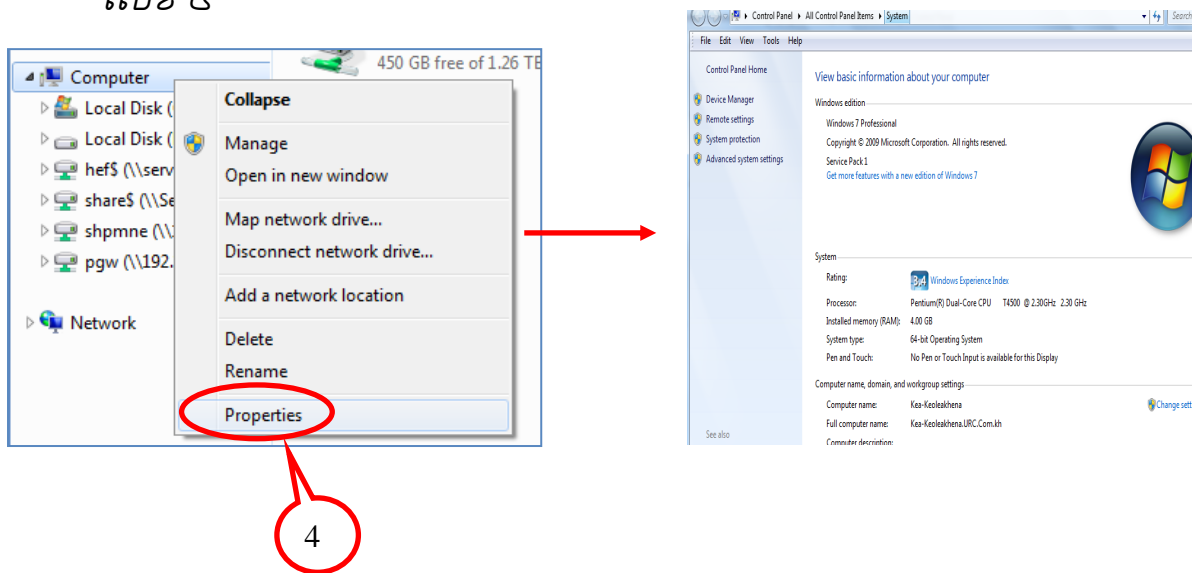 Computer
Local Disk (
Local Disk (
hef$ (\\serv
share$ (\\Se
shpmne (\\
pgw (\\192.
Network
450 GB free of 1.26 TB
Collapse
Manage
Open in new window
Map network drive...
Disconnect network drive...
Add a network location
Delete
Rename
Properties
4
Control Panel ▸ All Control Panel Items ▸ System
Search
File Edit View Tools Help
Control Panel Home
Device Manager
Remote settings
System protection
Advanced system settings
See also
View basic information about your computer
Windows edition
Windows 7 Professional
Copyright © 2009 Microsoft Corporation. All rights reserved.
Service Pack 1
Get more features with a new edition of Windows 7
System
Rating: 3,4 Windows Experience Index
Processor: Pentium(R) Dual-Core CPU T4500 @ 2.30GHz 2.30 GHz
Installed memory (RAM): 4.00 GB
System type: 64-bit Operating System
Pen and Touch: No Pen or Touch Input is available for this Display
Computer name, domain, and workgroup settings
Computer name: Kea-Keoleakhena
Change sett
Full computer name: Kea-Keoleakhena.URC.Com.kh
Computer description: